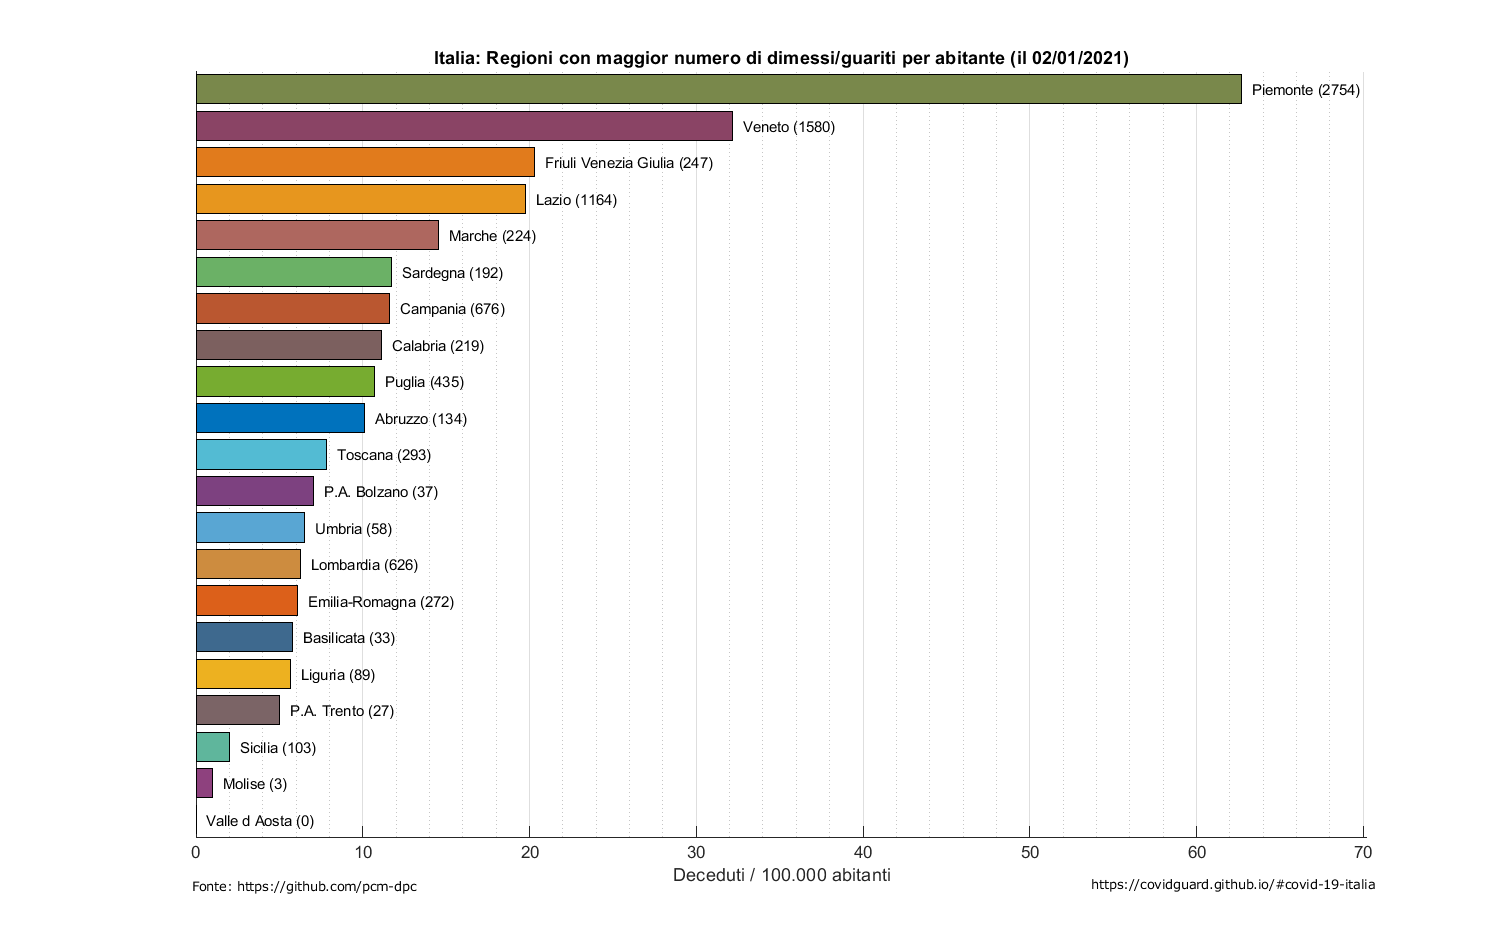 Italia: Regioni con maggior numero di dimessi/guariti per abitante (il 02/01/2021)
Piemonte (2754)
Veneto (1580)
Friuli Venezia Giulia (247)
Lazio (1164)
Marche (224)
Sardegna (192)
Campania (676)
Calabria (219)
Puglia (435)
Abruzzo (134)
Toscana (293)
P.A. Bolzano (37)
Umbria (58)
Lombardia (626)
Emilia-Romagna (272)
Basilicata (33)
Liguria (89)
P.A. Trento (27)
Sicilia (103)
Molise (3)
Valle d Aosta (0)
0 10 20 30 40 50 60 70
Deceduti / 100.000 abitanti
Fonte: https://github.com/pcm-dpc
https://covidguard.github.io/#covid-19-italia